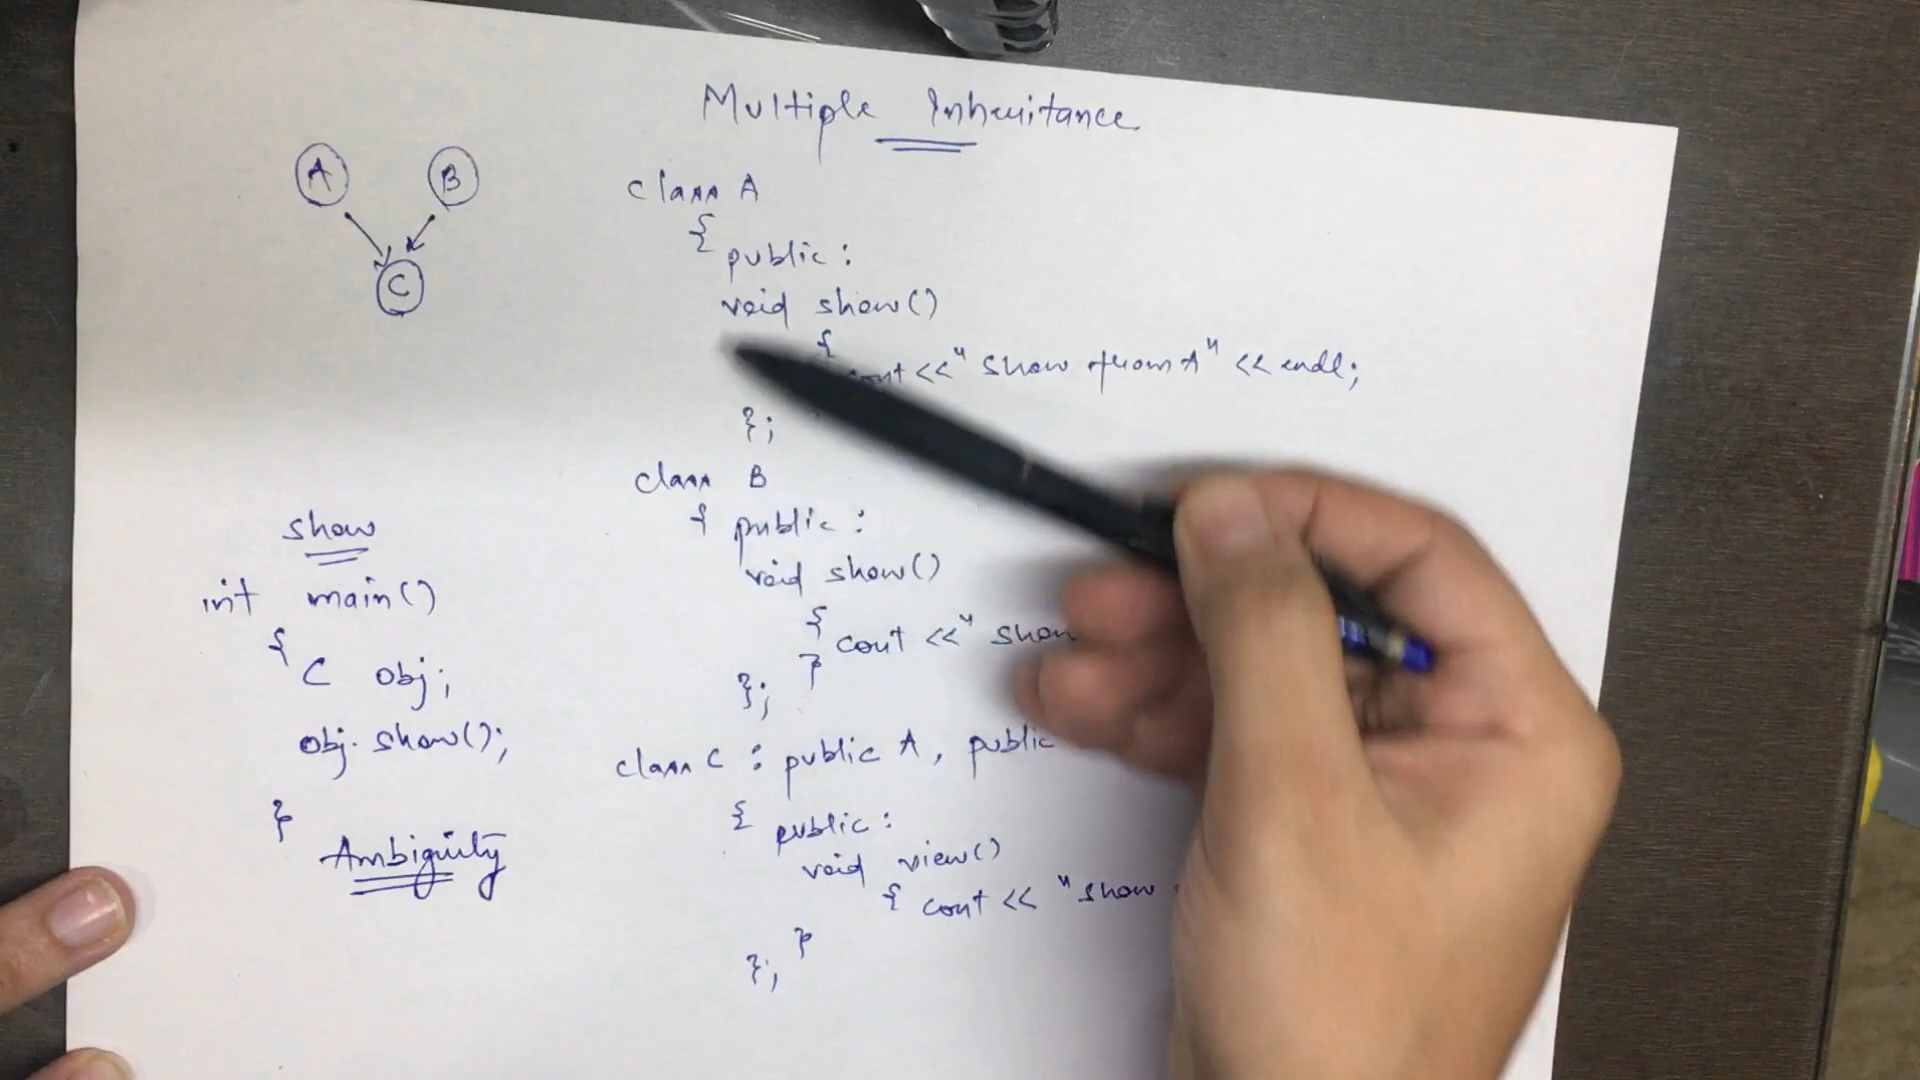 Multiple Inheritance
A B
C
class A
{ public:
void show()
{
cout << "show from A" << endl;
};
class B
{ public:
void show()
{ cout << "show
}
};
class C : public A, public
{ public:
void view()
{ cout << "show
}
};
show
int main()
{
C obj;
obj. show();
}
Ambiguity